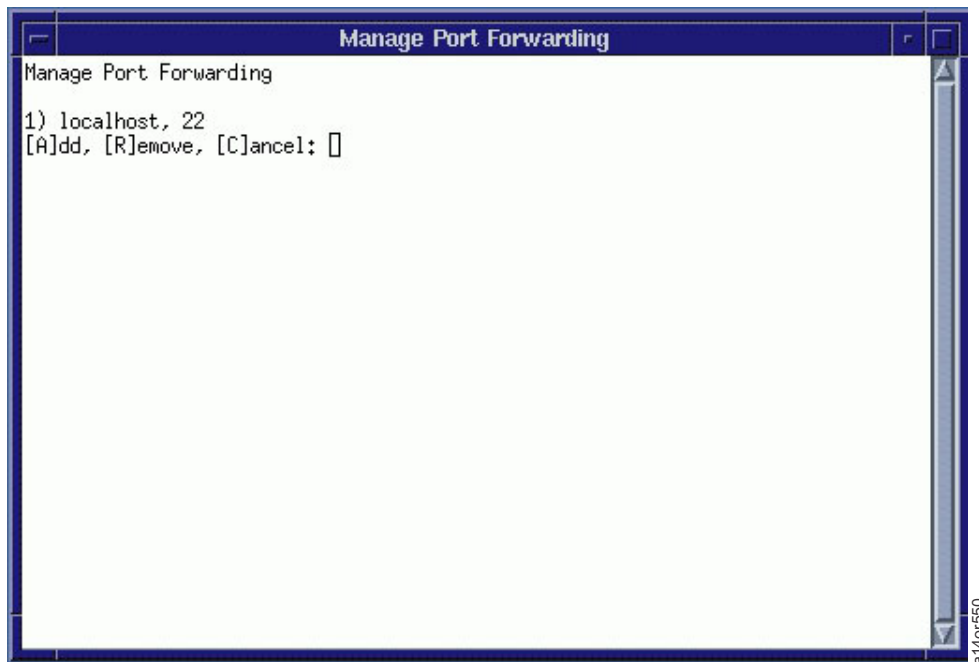 Manage Port Forwarding
Manage Port Forwarding
1) localhost, 22
[A]dd, [R]emove, [C]ancel: